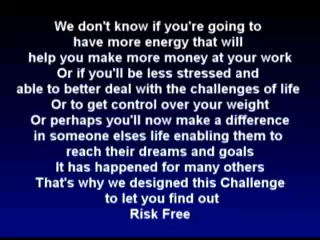 We don't know if you're going to
have more energy that will
help you make more money at your work
Or if you'll be less stressed and
able to better deal with the challenges of life
Or to get control over your weight
Or perhaps you'll now make a difference
in someone elses life enabling them to
reach their dreams and goals
It has happened for many others
That's why we designed this Challenge
to let you find out
Risk Free